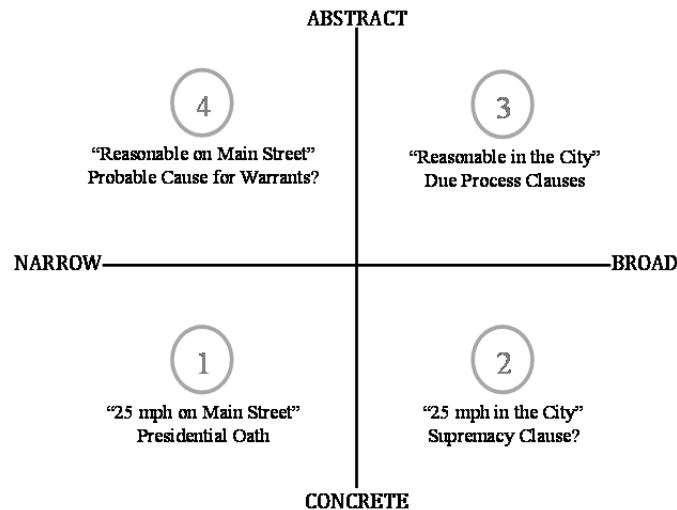 ABSTRACT
4
3
“Reasonable on Main Street”
Probable Cause for Warrants?
“Reasonable in the City”
Due Process Clauses
NARROW
BROAD
1
2
“25 mph on Main Street”
Presidential Oath
“25 mph in the City”
Supremacy Clause?
CONCRETE